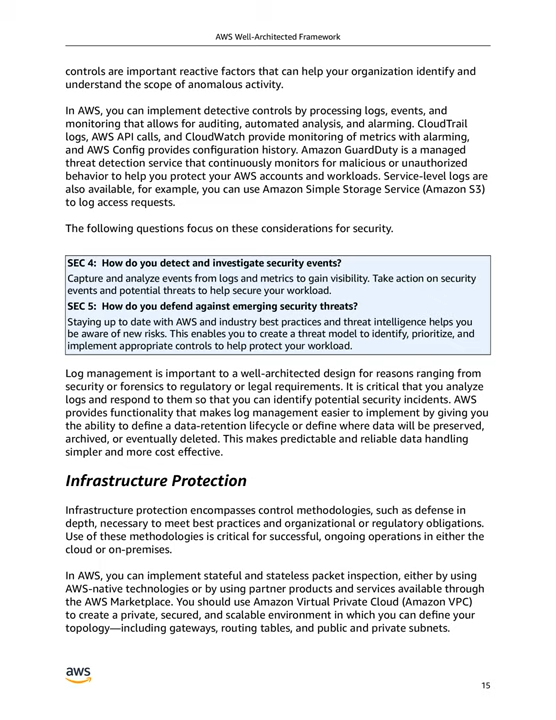 AWS Well-Architected Framework
controls are important reactive factors that can help your organization identify and
understand the scope of anomalous activity.
In AWS, you can implement detective controls by processing logs, events, and
monitoring that allows for auditing, automated analysis, and alarming. CloudTrail
logs, AWS API calls, and CloudWatch provide monitoring of metrics with alarming,
and AWS Config provides configuration history. Amazon GuardDuty is a managed
threat detection service that continuously monitors for malicious or unauthorized
behavior to help you protect your AWS accounts and workloads. Service-level logs are
also available, for example, you can use Amazon Simple Storage Service (Amazon S3)
to log access requests.
The following questions focus on these considerations for security.
SEC 4: How do you detect and investigate security events?
Capture and analyze events from logs and metrics to gain visibility. Take action on security
events and potential threats to help secure your workload.
SEC 5: How do you defend against emerging security threats?
Staying up to date with AWS and industry best practices and threat intelligence helps you
be aware of new risks. This enables you to create a threat model to identify, prioritize, and
implement appropriate controls to help protect your workload.
Log management is important to a well-architected design for reasons ranging from
security or forensics to regulatory or legal requirements. It is critical that you analyze
logs and respond to them so that you can identify potential security incidents. AWS
provides functionality that makes log management easier to implement by giving you
the ability to define a data-retention lifecycle or define where data will be preserved,
archived, or eventually deleted. This makes predictable and reliable data handling
simpler and more cost effective.
Infrastructure Protection
Infrastructure protection encompasses control methodologies, such as defense in
depth, necessary to meet best practices and organizational or regulatory obligations.
Use of these methodologies is critical for successful, ongoing operations in either the
cloud or on-premises.
In AWS, you can implement stateful and stateless packet inspection, either by using
AWS-native technologies or by using partner products and services available through
the AWS Marketplace. You should use Amazon Virtual Private Cloud (Amazon VPC)
to create a private, secured, and scalable environment in which you can define your
topology—including gateways, routing tables, and public and private subnets.
aws
15